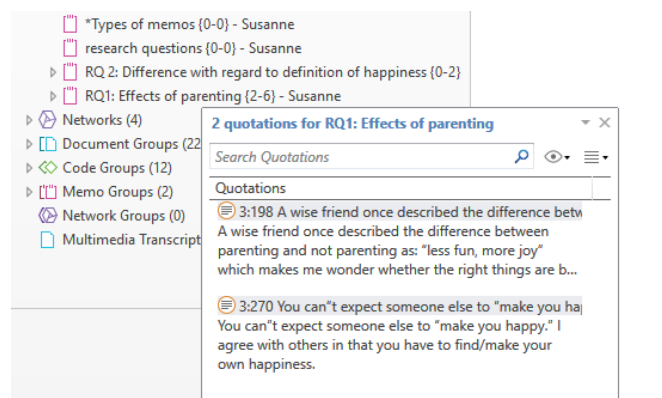 *Types of memos {0-0} - Susanne
research questions {0-0} - Susanne
RQ 2: Difference with regard to definition of happiness {0-2}
RQ1: Effects of parenting {2-6} - Susanne
Networks (4)
Document Groups (22
Code Groups (12)
Memo Groups (2)
Network Groups (0)
Multimedia Transcript
2 quotations for RQ1: Effects of parenting
Search Quotations
Quotations
3:198 A wise friend once described the difference betw
A wise friend once described the difference between
parenting and not parenting as: “less fun, more joy“
which makes me wonder whether the right things are b...
3:270 You can"t expect someone else to “make you hap
You can"t expect someone else to “make you happy.” I
agree with others in that you have to find/make your
own happiness.